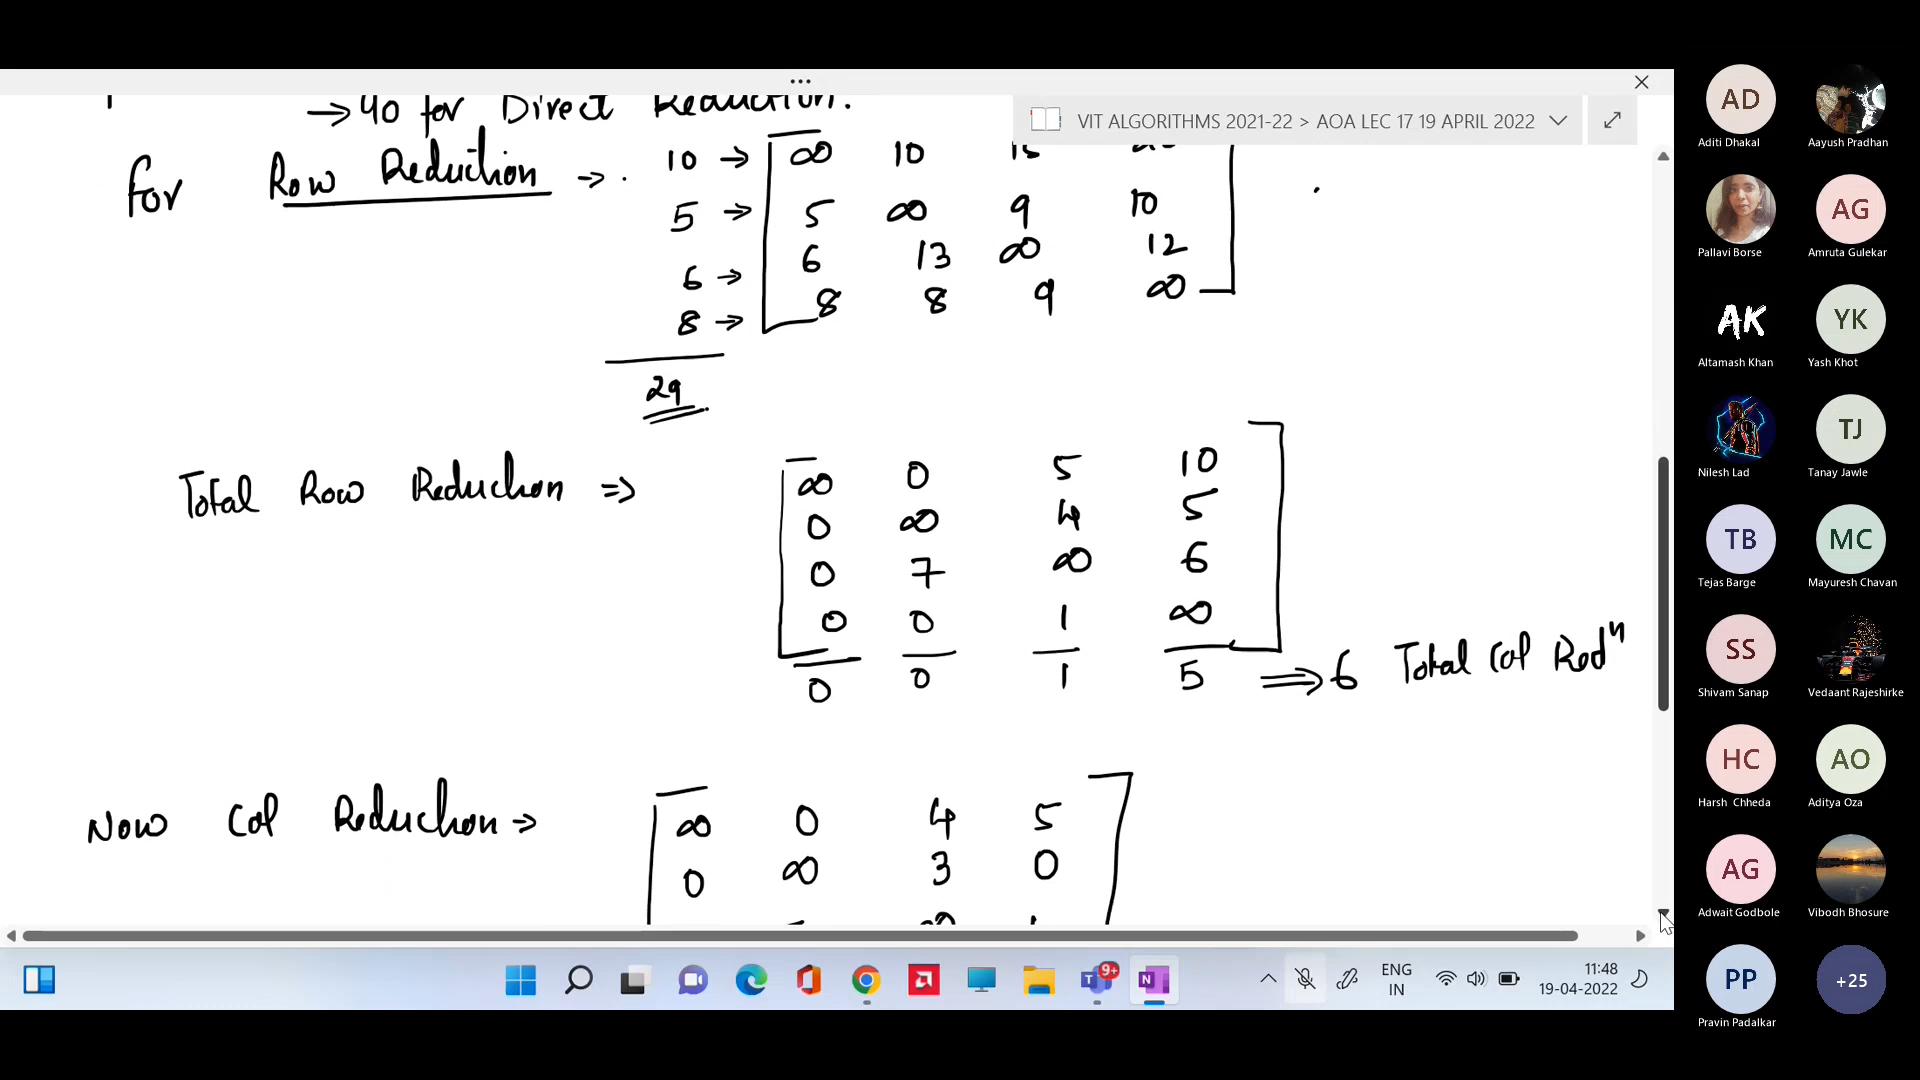 → 40 for Direct Reduction.
VIT ALGORITHMS 2021-22 > AOA LEC 17 19 APRIL 2022
for Row Reduction → .
10 → ∞ 10 15
5 → 5 ∞ 9 10
6 → 6 13 ∞ 12
8 → 8 8 9 ∞
29
Total Row Reduction ⇒
∞ 0 5 10
0 ∞ 4 5
0 7 ∞ 6
0 0 1 ∞
0 0 1 5 ⇒ 6 Total Col Redⁿ
Now Col Reduction →
∞ 0 4 5
0 ∞ 3 0
AD
Aditi Dhakal
Aayush Pradhan
Pallavi Borse
AG
Amruta Gulekar
AK
Altamash Khan
YK
Yash Khot
Nilesh Lad
TJ
Tanay Jawle
TB
Tejas Barge
MC
Mayuresh Chavan
SS
Shivam Sanap
Vedaant Rajeshirke
HC
Harsh Chheda
AO
Aditya Oza
AG
Adwait Godbole
Vibodh Bhosure
PP
Pravin Padalkar
+25
9+
ENG
IN
11:48
19-04-2022